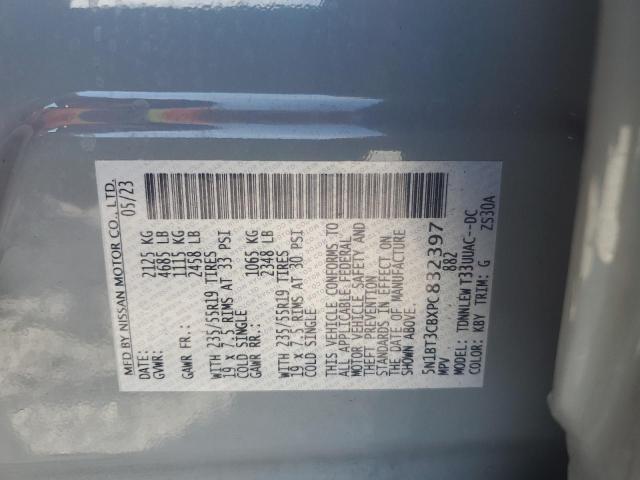 MFD BY NISSAN MOTOR CO., LTD.
05/23
GVWR: 2125 KG
4685 LB
GAWR FR.: 1115 KG
2458 LB
WITH 235/55R19 TIRES
19 x 7.5 RIMS AT 33 PSI
COLD SINGLE
GAWR RR.: 1065 KG
2348 LB
WITH 235/55R19 TIRES
19 x 7.5 RIMS AT 30 PSI
COLD SINGLE
THIS VEHICLE CONFORMS TO
ALL APPLICABLE FEDERAL
MOTOR VEHICLE SAFETY AND
THEFT PREVENTION
STANDARDS IN EFFECT ON
THE DATE OF MANUFACTURE
SHOWN ABOVE.
5N1BT3CBXPC832397
MPV 882
MODEL: TDNNLEW T33UUAC--DC
COLOR: KBY TRIM: G ZS30A